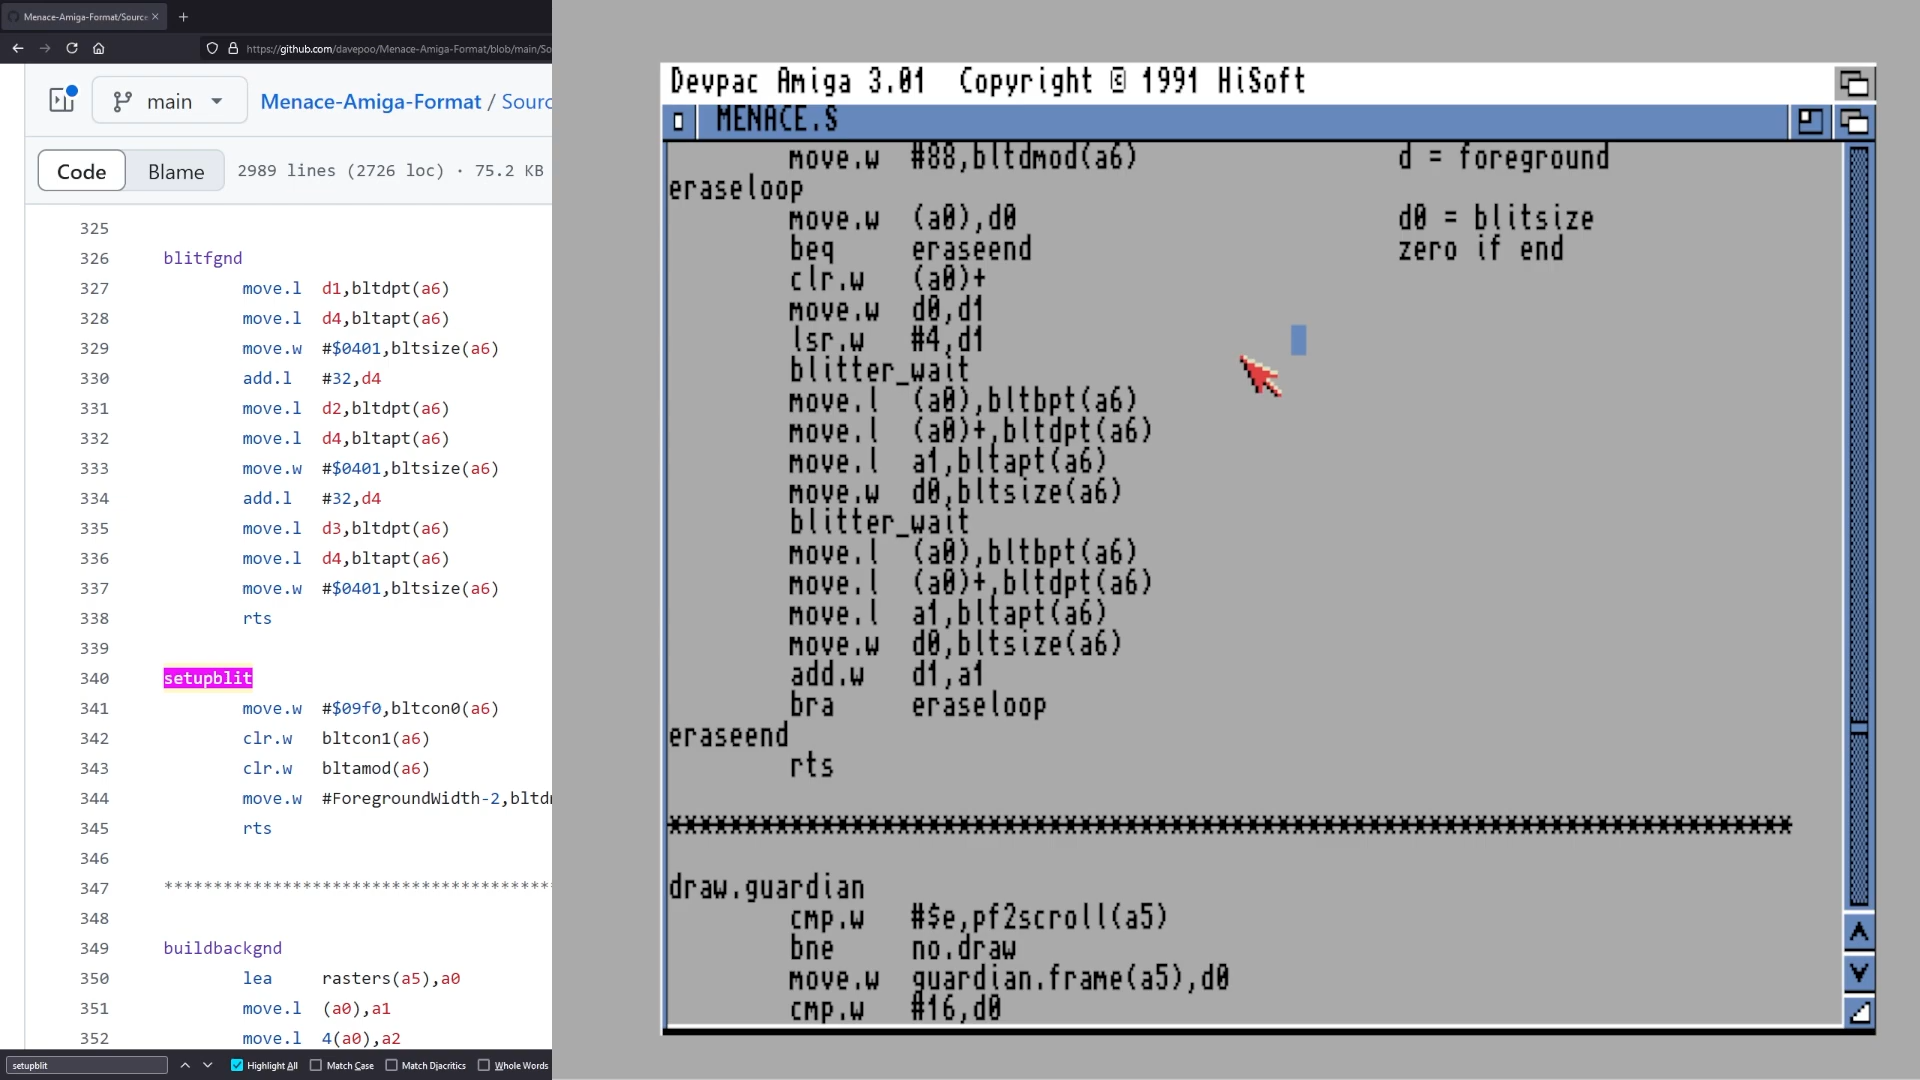 Menace-Amiga-Format/Source
https://github.com/davepoo/Menace-Amiga-Format/blob/main/So
main
Menace-Amiga-Format / Sourc
Code
Blame
2989 lines (2726 loc) · 75.2 KB
325
326 blitfgnd
327 move.l d1,bltdpt(a6)
328 move.l d4,bltapt(a6)
329 move.w #$0401,bltsize(a6)
330 add.l #32,d4
331 move.l d2,bltdpt(a6)
332 move.l d4,bltapt(a6)
333 move.w #$0401,bltsize(a6)
334 add.l #32,d4
335 move.l d3,bltdpt(a6)
336 move.l d4,bltapt(a6)
337 move.w #$0401,bltsize(a6)
338 rts
339
340 setupblit
341 move.w #$09f0,bltcon0(a6)
342 clr.w bltcon1(a6)
343 clr.w bltamod(a6)
344 move.w #ForegroundWidth-2,bltd
345 rts
346
347 ***************************************
348
349 buildbackgnd
350 lea rasters(a5),a0
351 move.l (a0),a1
352 move.l 4(a0),a2
setupblit
Highlight All
Match Case
Match Diacritics
Whole Words
Devpac Amiga 3.01 Copyright © 1991 HiSoft
MENACE.S
move.w #88,bltdmod(a6) d = foreground
eraseloop
move.w (a0),d0 d0 = blitsize
beq eraseend zero if end
clr.w (a0)+
move.w d0,d1
lsr.w #4,d1
blitter_wait
move.l (a0),bltbpt(a6)
move.l (a0)+,bltdpt(a6)
move.l a1,bltapt(a6)
move.w d0,bltsize(a6)
blitter_wait
move.l (a0),bltbpt(a6)
move.l (a0)+,bltdpt(a6)
move.l a1,bltapt(a6)
move.w d0,bltsize(a6)
add.w d1,a1
bra eraseloop
eraseend
rts
**************************************************************************
draw.guardian
cmp.w #$e,pf2scroll(a5)
bne no.draw
move.w guardian.frame(a5),d0
cmp.w #16,d0